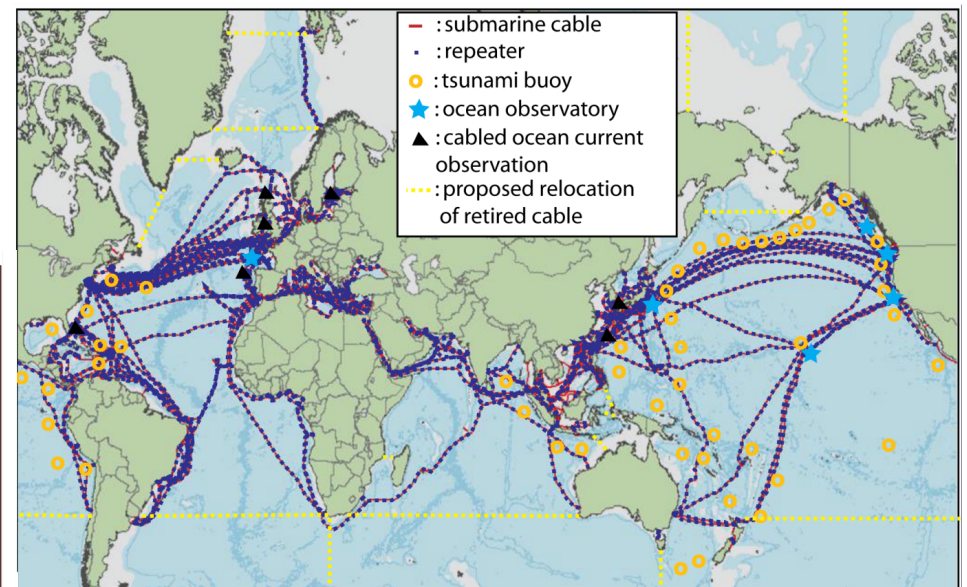 : submarine cable
: repeater
: tsunami buoy
: ocean observatory
: cabled ocean current
observation
: proposed relocation
of retired cable